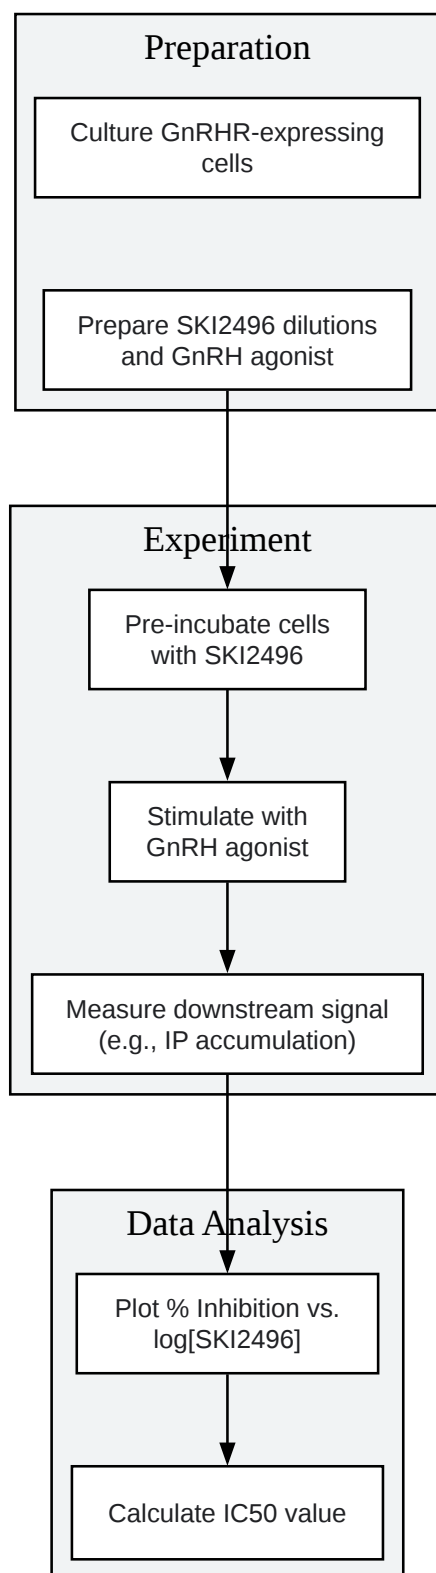 Preparation
Culture GnRHR-expressing
cells
Prepare SKI2496 dilutions
and GnRH agonist
Experiment
Pre-incubate cells
with SKI2496
Stimulate with
GnRH agonist
Measure downstream signal
(e.g., IP accumulation)
Data Analysis
Plot % Inhibition vs.
log[SKI2496]
Calculate IC50 value